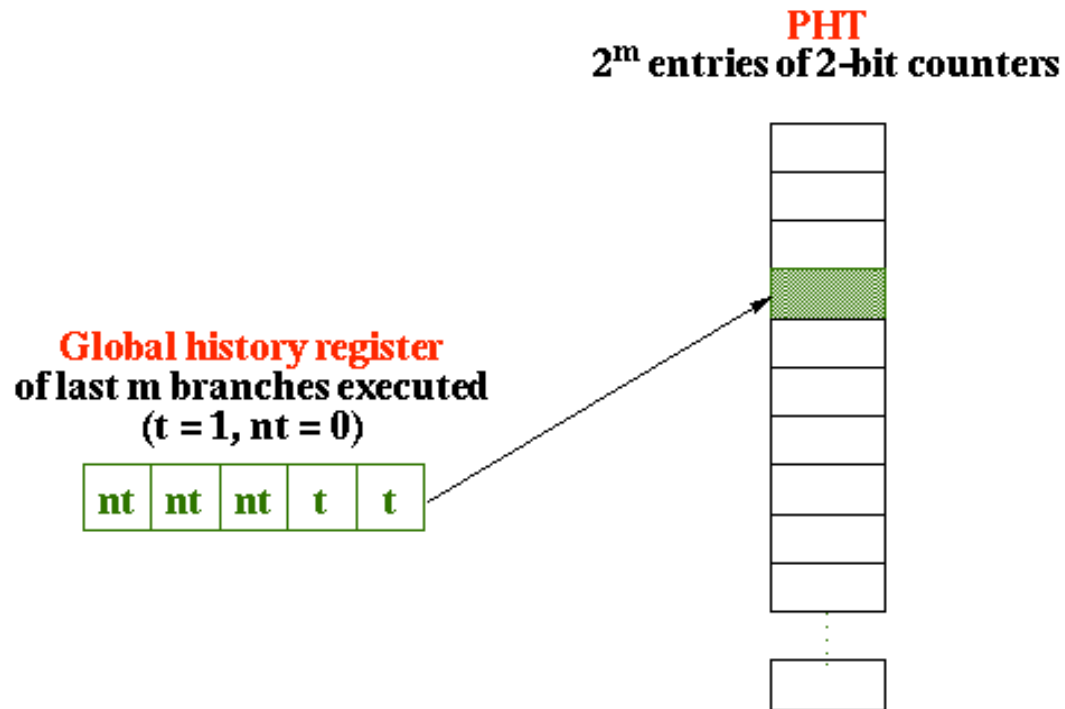 PHT
2^m entries of 2-bit counters
Global history register
of last m branches executed
(t = 1, nt = 0)
nt nt nt t t